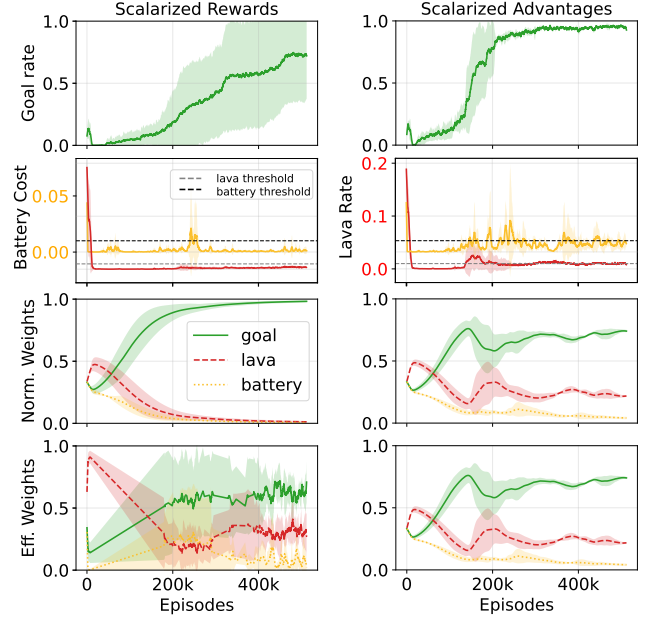 Scalarized Rewards
Scalarized Advantages
Goal rate
1.0
0.5
0.0
1.0
0.5
0.0
Battery Cost
0.05
0.00
lava threshold
battery threshold
Lava Rate
0.2
0.1
0.0
Norm. Weights
1.0
0.5
0.0
goal
lava
battery
1.0
0.5
0.0
Eff. Weights
1.0
0.5
0.0
0
200k
400k
Episodes
1.0
0.5
0.0
0
200k
400k
Episodes